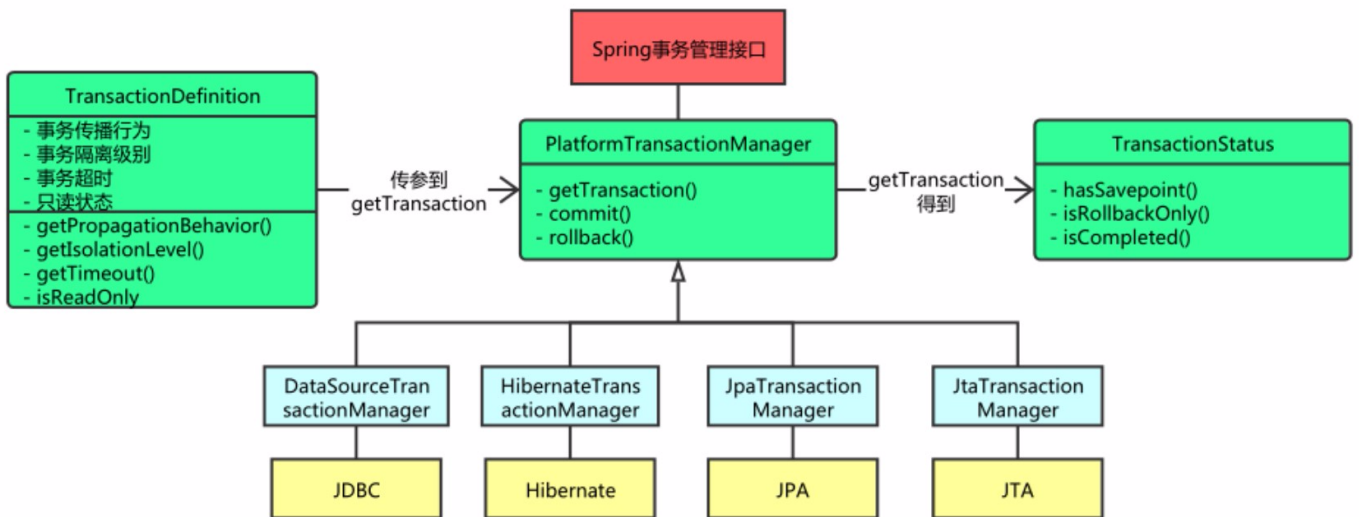 Spring事务管理接口
TransactionDefinition
- 事务传播行为
- 事务隔离级别
- 事务超时
- 只读状态
- getPropagationBehavior()
- getIsolationLevel()
- getTimeout()
- isReadOnly
传参到
getTransaction
PlatformTransactionManager
- getTransaction()
- commit()
- rollback()
getTransaction
得到
TransactionStatus
- hasSavepoint()
- isRollbackOnly()
- isCompleted()
DataSourceTran
sactionManager
HibernateTrans
actionManager
JpaTransaction
Manager
JtaTransaction
Manager
JDBC
Hibernate
JPA
JTA